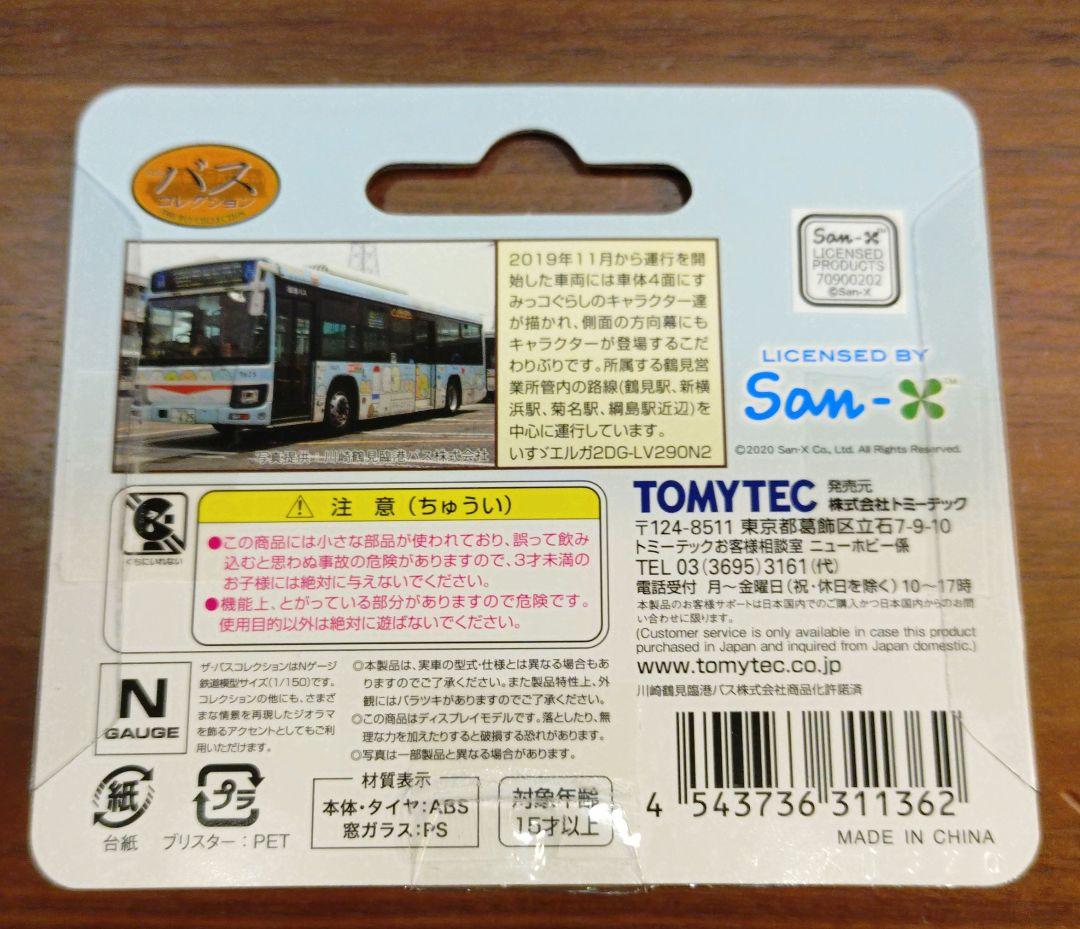 バス
コレクション
THE BUS COLLECTION
San-X™
LICENSED
PRODUCTS
70900202
©San-X
2019年11月から運行を開
始した車両には車体4面にす
みっコぐらしのキャラクター達
が描かれ、側面の方向幕にも
キャラクターが登場するこだ
わりぶりです。所属する鶴見営
業所管内の路線(鶴見駅、新横
浜駅、菊名駅、綱島駅近辺)を
中心に運行しています。
いすゞエルガ2DG-LV290N2
写真提供:川崎鶴見臨港バス株式会社
LICENSED BY
San-X™
©2020 San-X Co., Ltd. All Rights Reserved.
くちにいれない
⚠ 注 意 (ちゅうい)
●この商品には小さな部品が使われており、誤って飲み
込むと思わぬ事故の危険がありますので、3才未満の
お子様には絶対に与えないでください。
●機能上、とがっている部分がありますので危険です。
使用目的以外は絶対に遊ばないでください。
TOMYTEC 発売元
株式会社トミーテック
〒124-8511 東京都葛飾区立石7-9-10
トミーテックお客様相談室 ニューホビー係
TEL 03(3695)3161(代)
電話受付 月~金曜日(祝・休日を除く)10~17時
本製品のお客様サポートは日本国内でのご購入かつ日本国内からのお問
い合わせに限ります。
(Customer service is only available in case this product
purchased in Japan and inquired from Japan domestic.)
www.tomytec.co.jp
川崎鶴見臨港バス株式会社商品化許諾済
N
GAUGE
ザ・バスコレクションはNゲージ
鉄道模型サイズ(1/150)です。
コレクションの他にも、さまざ
まな情景を再現したジオラマ
を飾るアクセントとしてもご利
用いただけます。
◎本製品は、実車の型式・仕様とは異なる場合もあ
りますのでご了承ください。また製品特性上、外
観にはバラツキがありますのでご了承ください。
◎この商品はディスプレイモデルです。落としたり、無
理な力を加えたりすると破損する恐れがあります。
◎写真は一部製品と異なる場合があります。
紙
台紙
プラ
ブリスター:PET
材質表示
本体・タイヤ:ABS
窓ガラス:PS
対象年齢
15才以上
4 543736 311362
MADE IN CHINA